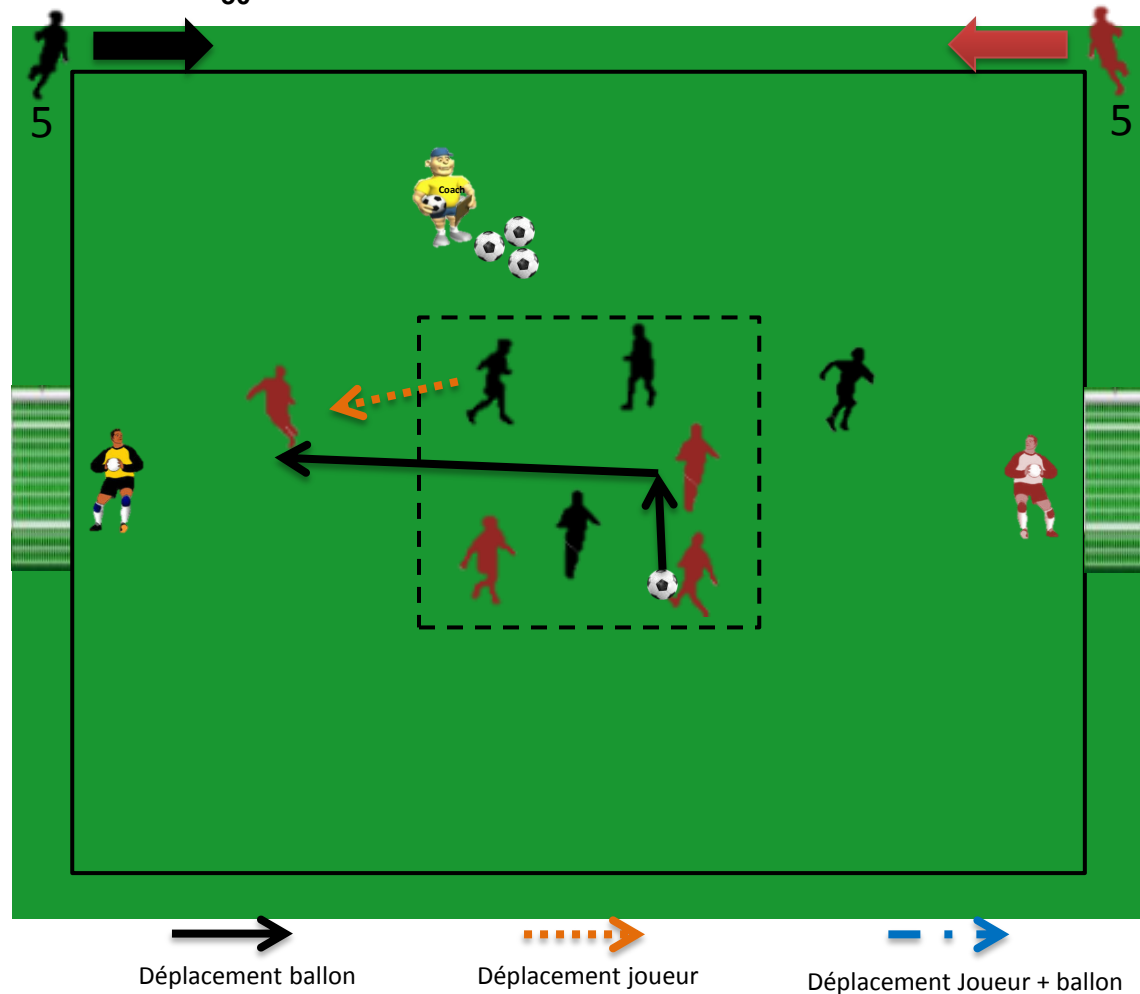 5
5
Coach
Déplacement ballon
Déplacement joueur
Déplacement Joueur + ballon